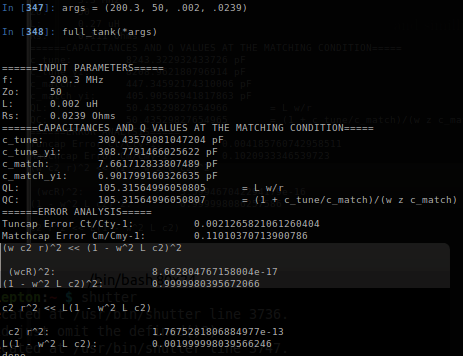 In [347]: args = (200.3, 50, .002, .0239)
In [348]: full_tank(*args)
======INPUT PARAMETERS=====
f: 200.3 MHz
Zo: 50
L: 0.002 uH
Rs: 0.0239 Ohms
======CAPACITANCES AND Q VALUES AT THE MATCHING CONDITION=====
c_tune: 309.43579081047204 pF
c_tune_yi: 308.7791466025622 pF
c_match: 7.661712833807489 pF
c_match_yi: 6.901799160326635 pF
QL: 105.31564996050805 = L w/r
QC: 105.31564996050807 = (1 + c_tune/c_match)/(w z c_match)
======ERROR ANALYSIS=====
Tuncap Error Ct/Cty-1: 0.0021265821061260404
Matchcap Error Cm/Cmy-1: 0.11010370713900786
(w c2 r)^2 << (1 - w^2 L c2)^2
(wcR)^2: 8.662804767158004e-17
(1 - w^2 L c2)^2: 0.9999980395672066
c2 r^2 << L(1 - w^2 L c2)
c2 r^2: 1.7675281806884977e-13
L(1 - w^2 L c2): 0.0019999980395 66246
done